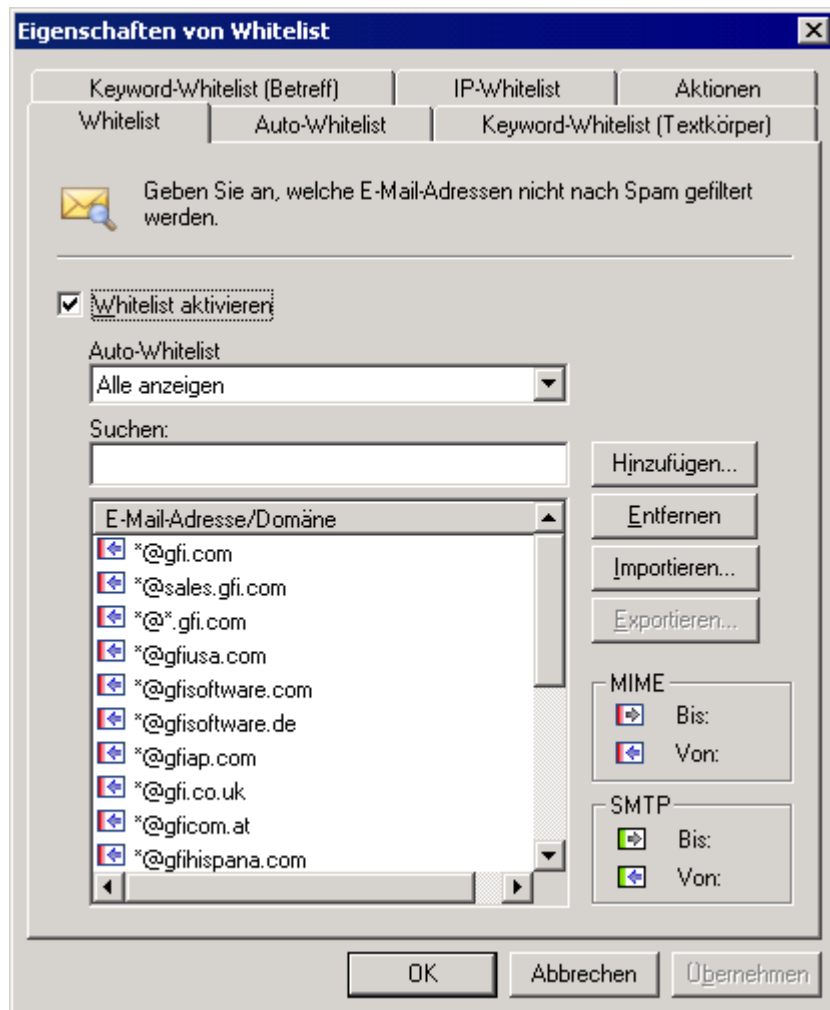 Eigenschaften von Whitelist
Keyword-Whitelist (Betreff) IP-Whitelist Aktionen
Whitelist Auto-Whitelist Keyword-Whitelist (Textkörper)
Geben Sie an, welche E-Mail-Adressen nicht nach Spam gefiltert
werden.
Whitelist aktivieren
Auto-Whitelist
Alle anzeigen
Suchen:
Hinzufügen...
Entfernen
Importieren...
Exportieren...
E-Mail-Adresse/Domäne
*@gfi.com
*@sales.gfi.com
*@*.gfi.com
*@gfiusa.com
*@gfisoftware.com
*@gfisoftware.de
*@gfiap.com
*@gfi.co.uk
*@gficom.at
*@gfihispana.com
MIME
Bis:
Von:
SMTP
Bis:
Von:
OK Abbrechen Übernehmen